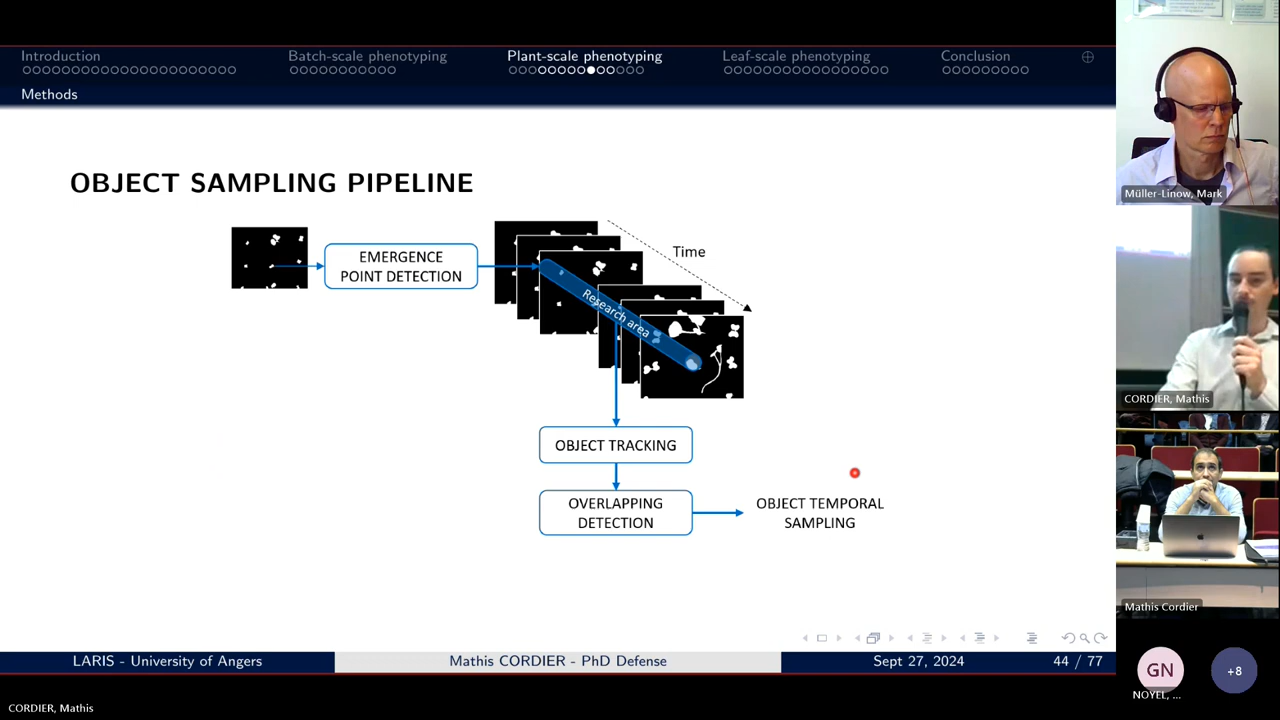 Introduction
Batch-scale phenotyping
Plant-scale phenotyping
Leaf-scale phenotyping
Conclusion
Methods
OBJECT SAMPLING PIPELINE
EMERGENCE
POINT DETECTION
Time
Research area
OBJECT TRACKING
OVERLAPPING
DETECTION
OBJECT TEMPORAL
SAMPLING
LARIS - University of Angers
Mathis CORDIER - PhD Defense
Sept 27, 2024
44 / 77
CORDIER, Mathis
Müller-Linow, Mark
CORDIER, Mathis
Mathis Cordier
GN
NOYEL, ...
+8